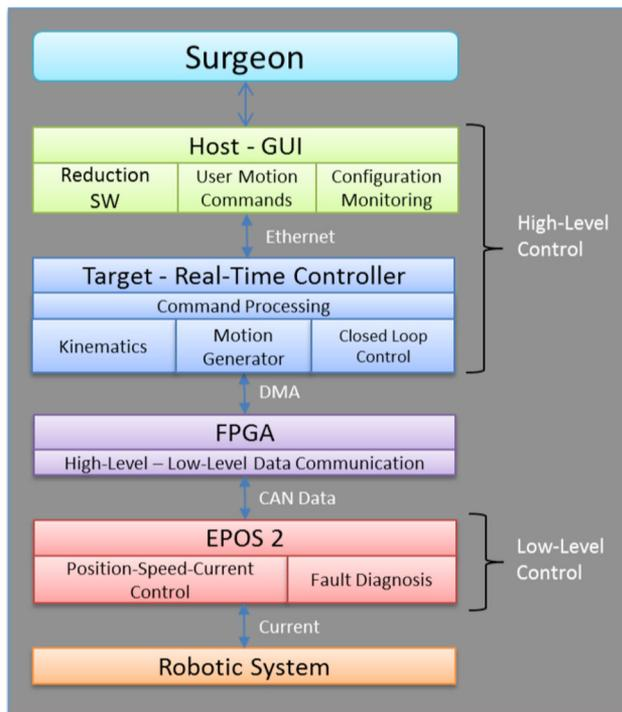 Surgeon
Host - GUI
Reduction
SW
User Motion
Commands
Configuration
Monitoring
Ethernet
High-Level
Control
Target - Real-Time Controller
Command Processing
Kinematics
Motion
Generator
Closed Loop
Control
DMA
FPGA
High-Level – Low-Level Data Communication
CAN Data
EPOS 2
Position-Speed-Current
Control
Fault Diagnosis
Low-Level
Control
Current
Robotic System